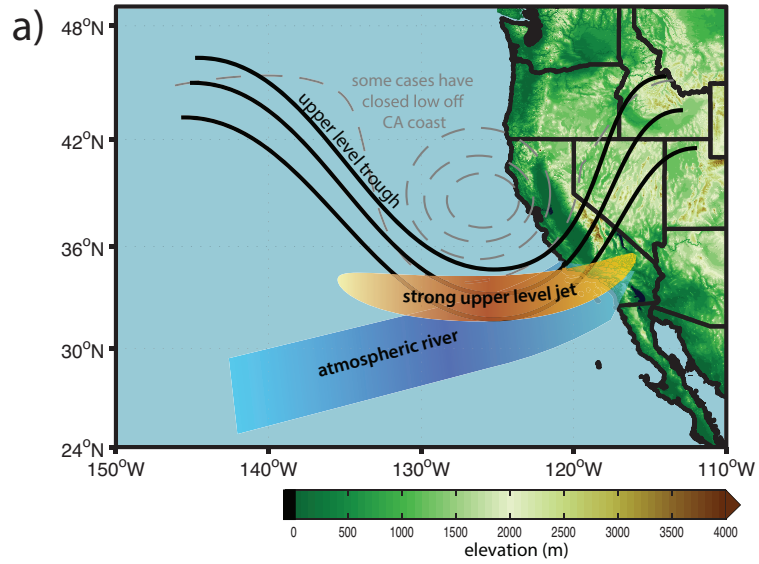 a)
48°N
42°N
36°N
30°N
24°N
some cases have
closed low off
CA coast
upper level trough
strong upper level jet
atmospheric river
150°W 140°W 130°W 120°W 110°W
0 500 1000 1500 2000 2500 3000 3500 4000
elevation (m)